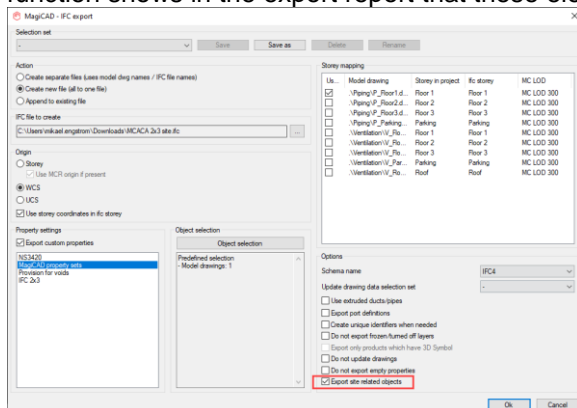 function shows in the export report that these ele
MagiCAD - IFC export
Selection set
-
Save
Save as
Delete
Rename
Action
Create separate files (uses model dwg names / IFC file names)
Create new file (all to one file)
Append to existing file
IFC file to create
C:\Users\mikael.angstrom\Downloads\MCACA 2x3 site.ifc
...
Origin
Storey
Use MCR origin if present
WCS
UCS
Use storey coordinates in ifc storey
Property settings
Export custom properties
NS3420
MagiCAD property sets
Provision for voids
IFC 2x3
Object selection
Object selection
Predefined selection
- Model drawings: 1
Storey mapping
Us... Model drawing Storey in project Ifc storey MC LOD
.\Piping\P_Floor1.d... Floor 1 Floor 1 MC LOD 300
.\Piping\P_Floor2.d... Floor 2 Floor 2 MC LOD 300
.\Piping\P_Floor3.d... Floor 3 Floor 3 MC LOD 300
.\Piping\P_Parking... Parking Parking MC LOD 300
.\Ventilation\V_Flo... Floor 1 Floor 1 MC LOD 300
.\Ventilation\V_Flo... Floor 2 Floor 2 MC LOD 300
.\Ventilation\V_Flo... Floor 3 Floor 3 MC LOD 300
.\Ventilation\V_Par... Parking Parking MC LOD 300
.\Ventilation\V_Ro... Roof Roof MC LOD 300
Options
Schema name
IFC4
Update drawing data selection set
-
Use extruded ducts/pipes
Export port definitions
Create unique identifiers when needed
Do not export frozen/turned off layers
Export only products which have 3D Symbol
Do not update drawings
Do not export empty properties
Export site related objects
Ok
Cancel